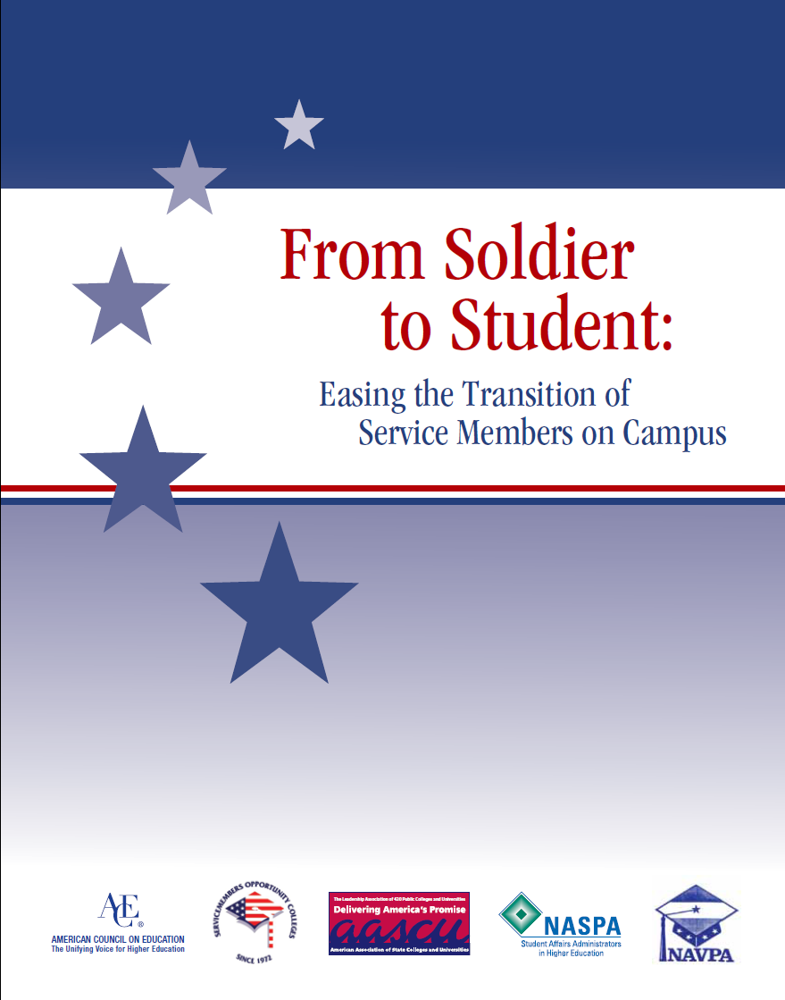 From Soldier
to Student:
Easing the Transition of
Service Members on Campus
ACE®
AMERICAN COUNCIL ON EDUCATION
The Unifying Voice for Higher Education
SERVICEMEMBERS OPPORTUNITY COLLEGES
SINCE 1972
The Leadership Association of 430 Public Colleges and Universities
Delivering America's Promise
aascu
American Association of State Colleges and Universities
NASPA
Student Affairs Administrators
in Higher Education
NAVPA